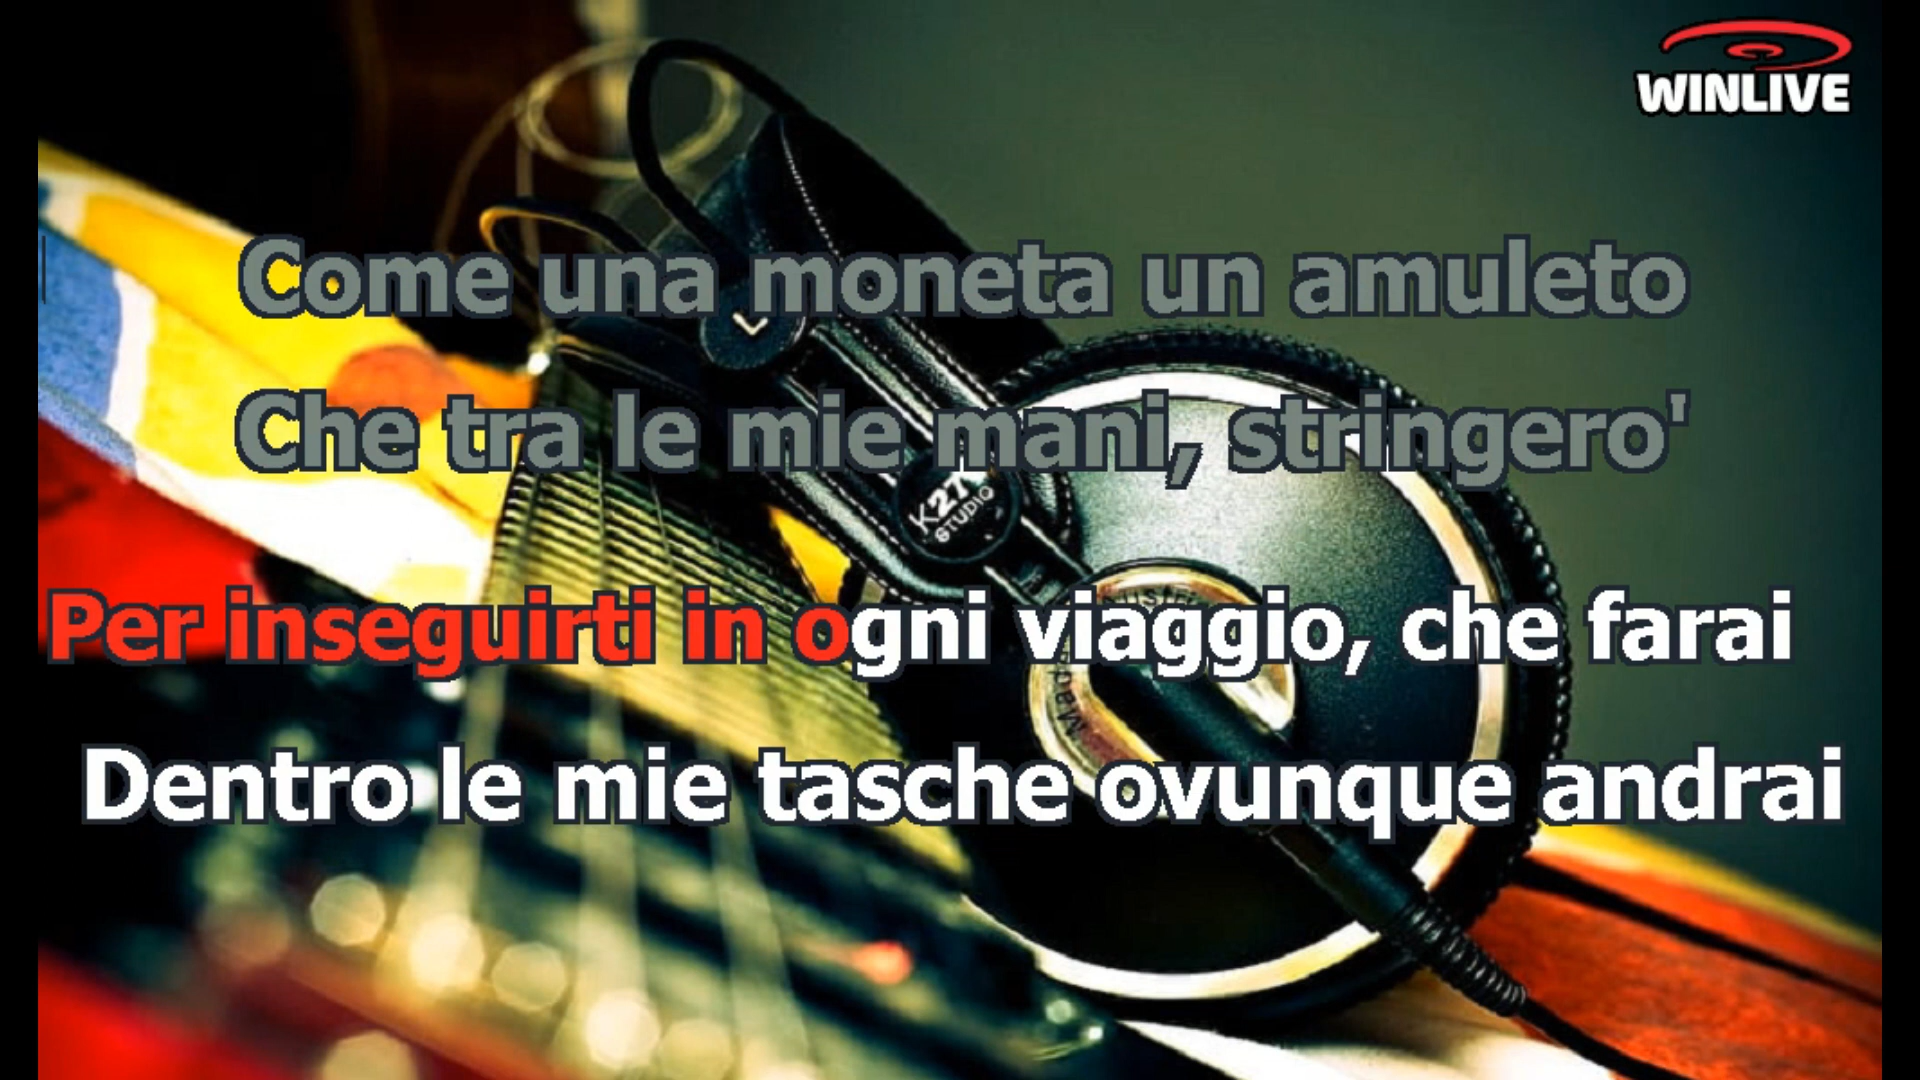 WINLIVE
Come una moneta un amuleto
Che tra le mie mani, stringero'
K27
STUDIO
Per inseguirti in ogni viaggio, che farai
Dentro le mie tasche ovunque andrai